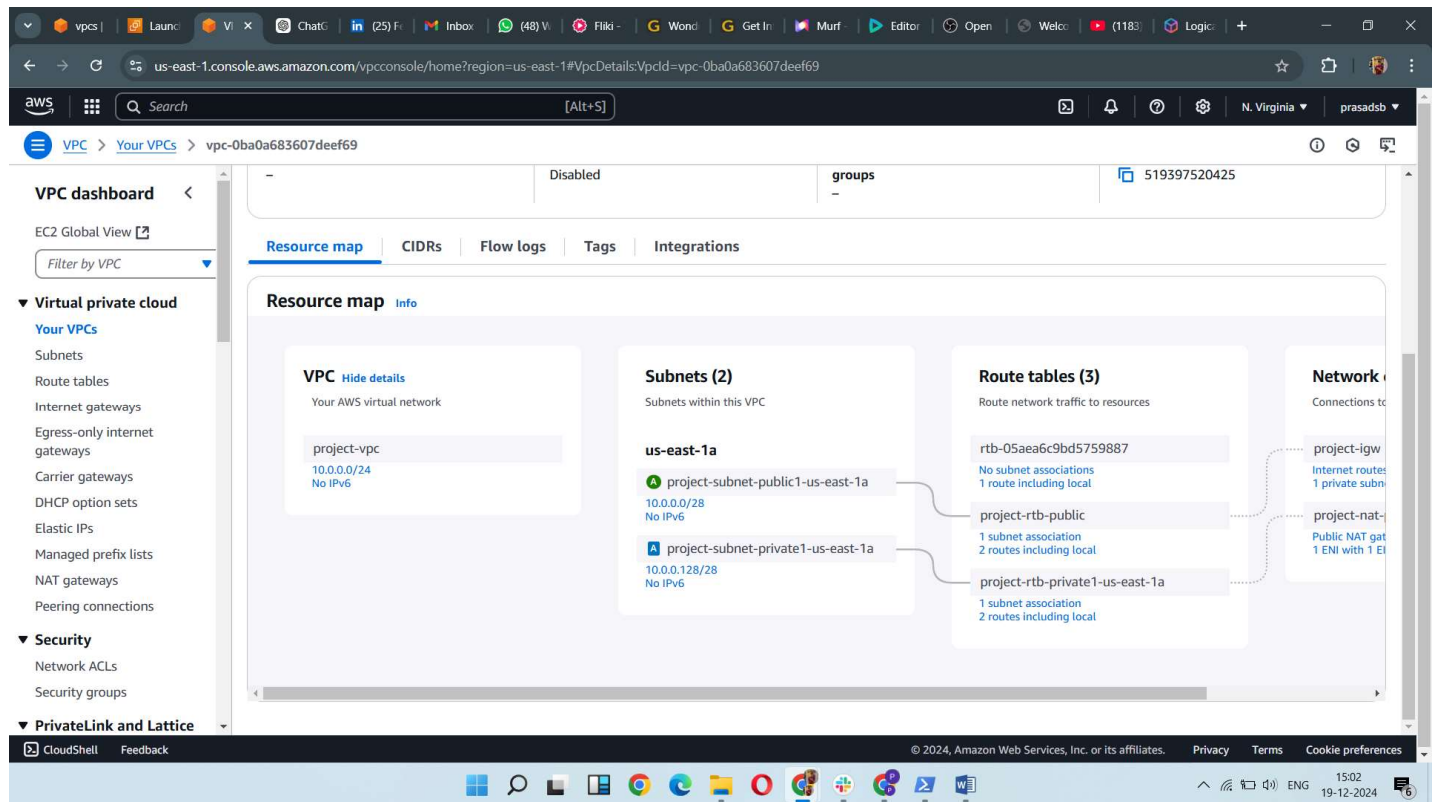 vpcs |
Launc
VI
ChatG
in (25) Fe
Inbox
(48) W
Fliki -
Wond
Get In
Murf -
Editor
Open
Welco
(1183)
Logica
us-east-1.console.aws.amazon.com/vpcconsole/home?region=us-east-1#VpcDetails:VpcId=vpc-0ba0a683607deef69
aws
Search
[Alt+S]
N. Virginia
prasadsb
VPC > Your VPCs > vpc-0ba0a683607deef69
VPC dashboard
EC2 Global View
Filter by VPC
Virtual private cloud
Your VPCs
Subnets
Route tables
Internet gateways
Egress-only internet
gateways
Carrier gateways
DHCP option sets
Elastic IPs
Managed prefix lists
NAT gateways
Peering connections
Security
Network ACLs
Security groups
PrivateLink and Lattice
–
Disabled
groups
–
519397520425
Resource map
CIDRs
Flow logs
Tags
Integrations
Resource map Info
VPC Hide details
Your AWS virtual network
project-vpc
10.0.0.0/24
No IPv6
Subnets (2)
Subnets within this VPC
us-east-1a
A project-subnet-public1-us-east-1a
10.0.0.0/28
No IPv6
A project-subnet-private1-us-east-1a
10.0.0.128/28
No IPv6
Route tables (3)
Route network traffic to resources
rtb-05aea6c9bd5759887
No subnet associations
1 route including local
project-rtb-public
1 subnet association
2 routes including local
project-rtb-private1-us-east-1a
1 subnet association
2 routes including local
Network
Connections to
project-igw
Internet routes
1 private subn
project-nat-
Public NAT gat
1 ENI with 1 EI
CloudShell
Feedback
© 2024, Amazon Web Services, Inc. or its affiliates.
Privacy
Terms
Cookie preferences
ENG
15:02
19-12-2024
6